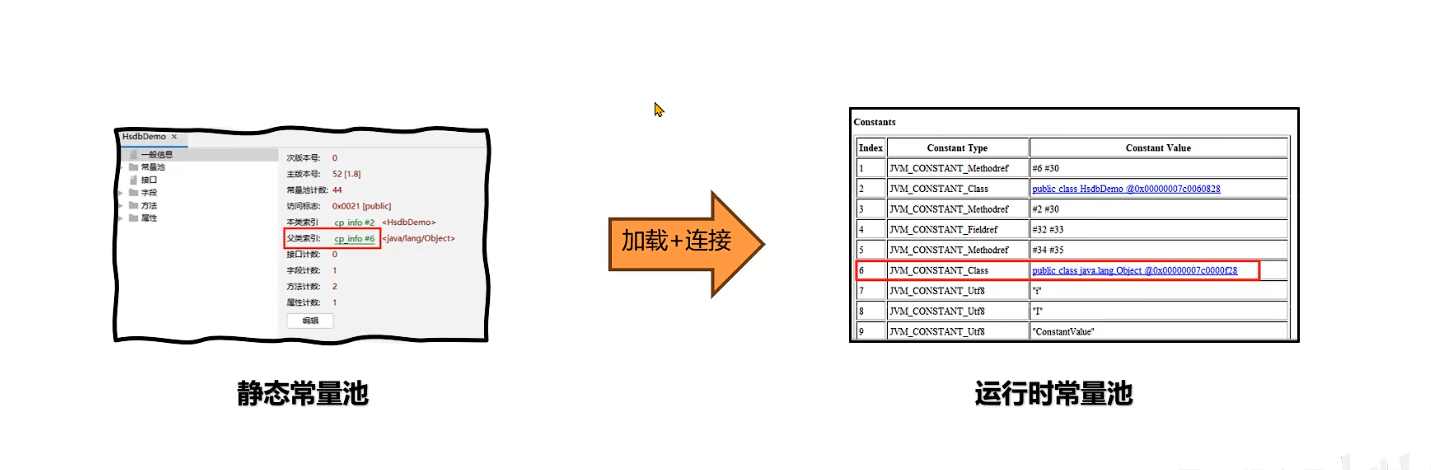 HsdbDemo ×
一般信息
常量池
接口
字段
方法
属性
次版本号: 0
主版本号: 52 [1.8]
常量池计数: 44
访问标志: 0x0021 [public]
本类索引 cp_info #2 <HsdbDemo>
父类索引: cp_info #6 <java/lang/Object>
接口计数: 0
字段计数: 1
方法计数: 2
属性计数: 1
编辑
静态常量池
加载+连接
Constants
Index Constant Type Constant Value
1 JVM_CONSTANT_Methodref #6 #30
2 JVM_CONSTANT_Class public class HsdbDemo @0x00000007c0060828
3 JVM_CONSTANT_Methodref #2 #30
4 JVM_CONSTANT_Fieldref #32 #33
5 JVM_CONSTANT_Methodref #34 #35
6 JVM_CONSTANT_Class public class java.lang.Object @0x00000007c0000f28
7 JVM_CONSTANT_Utf8 "i"
8 JVM_CONSTANT_Utf8 "I"
9 JVM_CONSTANT_Utf8 "ConstantValue"
运行时常量池